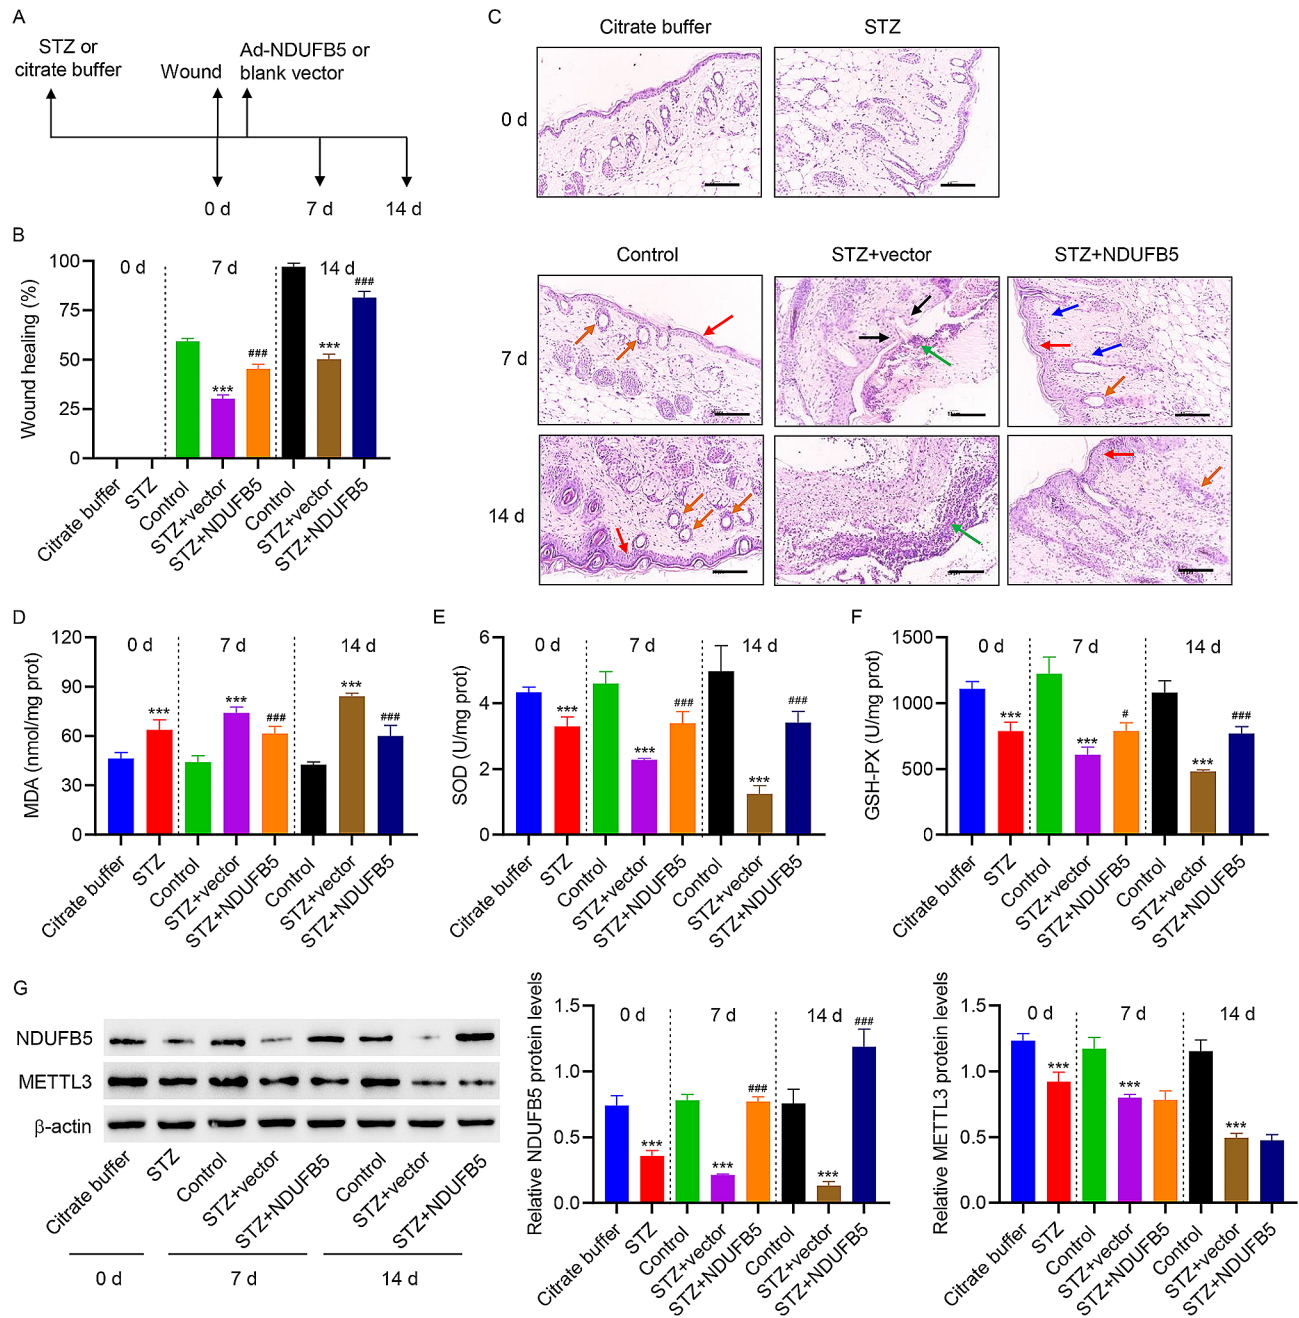 A
STZ or
citrate buffer
Wound
Ad-NDUFB5 or
blank vector
0 d
7 d
14 d
B
Wound healing (%)
100
75
50
25
0
0 d
7 d
14 d
***
###
***
###
Citrate buffer
STZ
Control
STZ+vector
STZ+NDUFB5
Control
STZ+vector
STZ+NDUFB5
C
Citrate buffer
STZ
0 d
Control
STZ+vector
STZ+NDUFB5
7 d
14 d
D
MDA (nmol/mg prot)
120
90
60
30
0
0 d
7 d
14 d
***
***
###
***
###
Citrate buffer
STZ
Control
STZ+vector
STZ+NDUFB5
Control
STZ+vector
STZ+NDUFB5
E
SOD (U/mg prot)
6
4
2
0
0 d
7 d
14 d
***
***
###
***
###
Citrate buffer
STZ
Control
STZ+vector
STZ+NDUFB5
Control
STZ+vector
STZ+NDUFB5
F
GSH-PX (U/mg prot)
1500
1000
500
0
0 d
7 d
14 d
***
***
#
***
###
Citrate buffer
STZ
Control
STZ+vector
STZ+NDUFB5
Control
STZ+vector
STZ+NDUFB5
G
NDUFB5
METTL3
β-actin
Citrate buffer
STZ
Control
STZ+vector
STZ+NDUFB5
Control
STZ+vector
STZ+NDUFB5
0 d
7 d
14 d
Relative NDUFB5 protein levels
1.5
1.0
0.5
0.0
0 d
7 d
14 d
***
***
###
***
###
Citrate buffer
STZ
Control
STZ+vector
STZ+NDUFB5
Control
STZ+vector
STZ+NDUFB5
Relative METTL3 protein levels
1.5
1.0
0.5
0.0
0 d
7 d
14 d
***
***
***
Citrate buffer
STZ
Control
STZ+vector
STZ+NDUFB5
Control
STZ+vector
STZ+NDUFB5